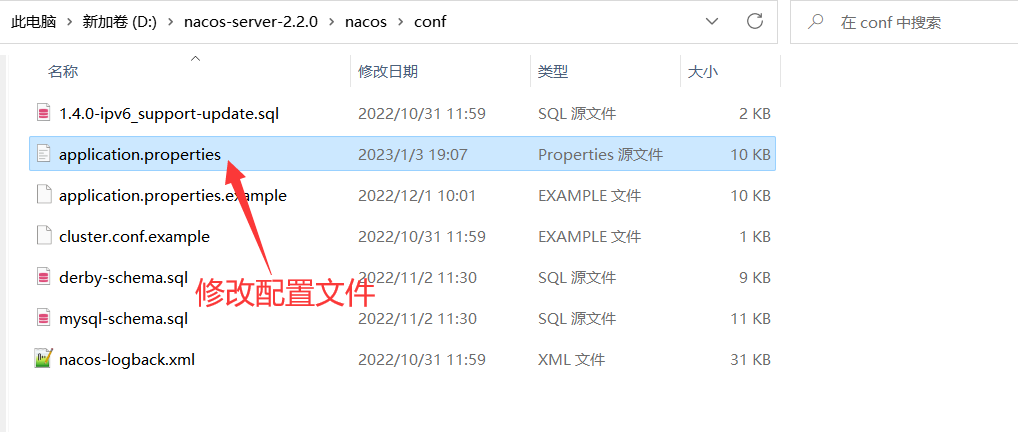 此电脑 > 新加卷 (D:) > nacos-server-2.2.0 > nacos > conf 在 conf 中搜索
名称 修改日期 类型 大小
1.4.0-ipv6_support-update.sql 2022/10/31 11:59 SQL 源文件 2 KB
application.properties 2023/1/3 19:07 Properties 源文件 10 KB
application.properties.example 2022/12/1 10:01 EXAMPLE 文件 10 KB
cluster.conf.example 2022/10/31 11:59 EXAMPLE 文件 1 KB
derby-schema.sql 2022/11/2 11:30 SQL 源文件 9 KB
修改配置文件
mysql-schema.sql 2022/11/2 11:30 SQL 源文件 11 KB
nacos-logback.xml 2022/10/31 11:59 XML 文件 31 KB